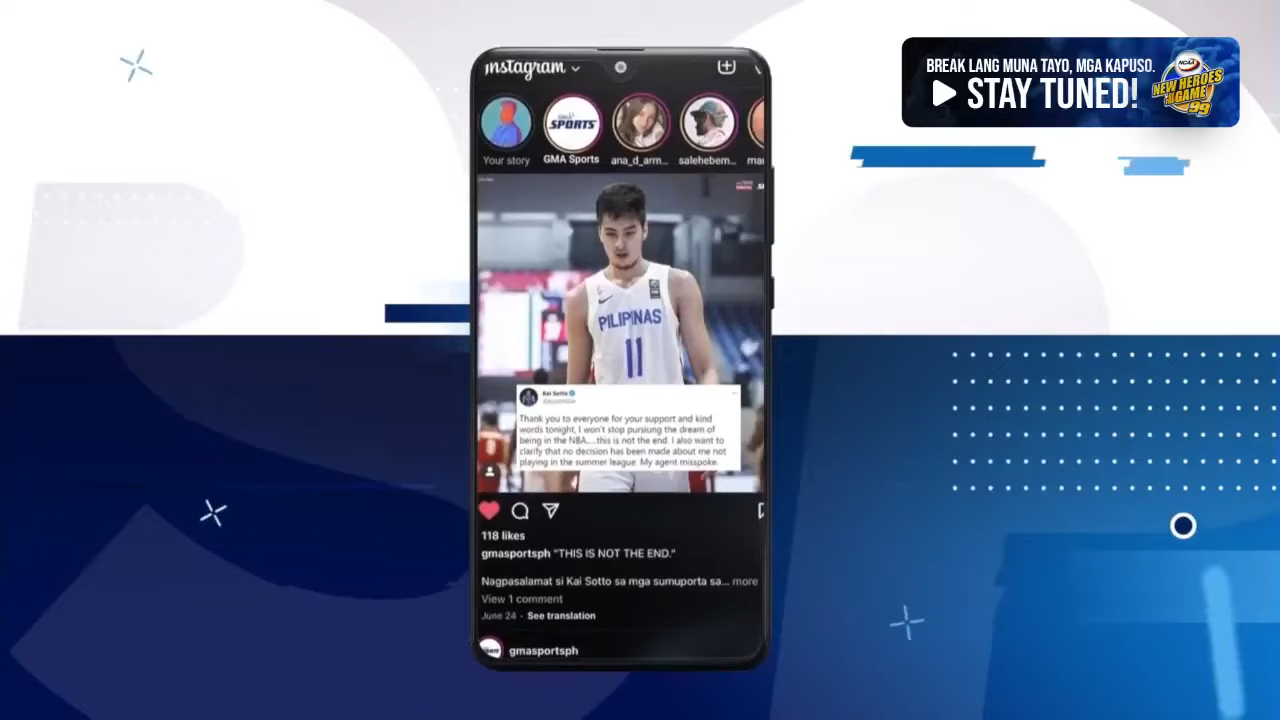 BREAK LANG MUNA TAYO, MGA KAPUSO.
STAY TUNED!
NCAA
NEW HEROES
OF THE GAME
99
Instagram
Your story
GMA
SPORTS
GMA Sports
ana_d_arm...
salehebem...
PILIPINAS
11
Kai Sotto
Thank you to everyone for your support and kind
words tonight, I won't stop pursiung the dream of
being in the NBA....this is not the end. I also want to
clarify that no decision has been made about me not
playing in the summer league. My agent misspoke.
118 likes
gmasportsph "THIS IS NOT THE END."
Nagpasalamat si Kai Sotto sa mga sumuporta sa... more
View 1 comment
June 24 · See translation
gmasportsph